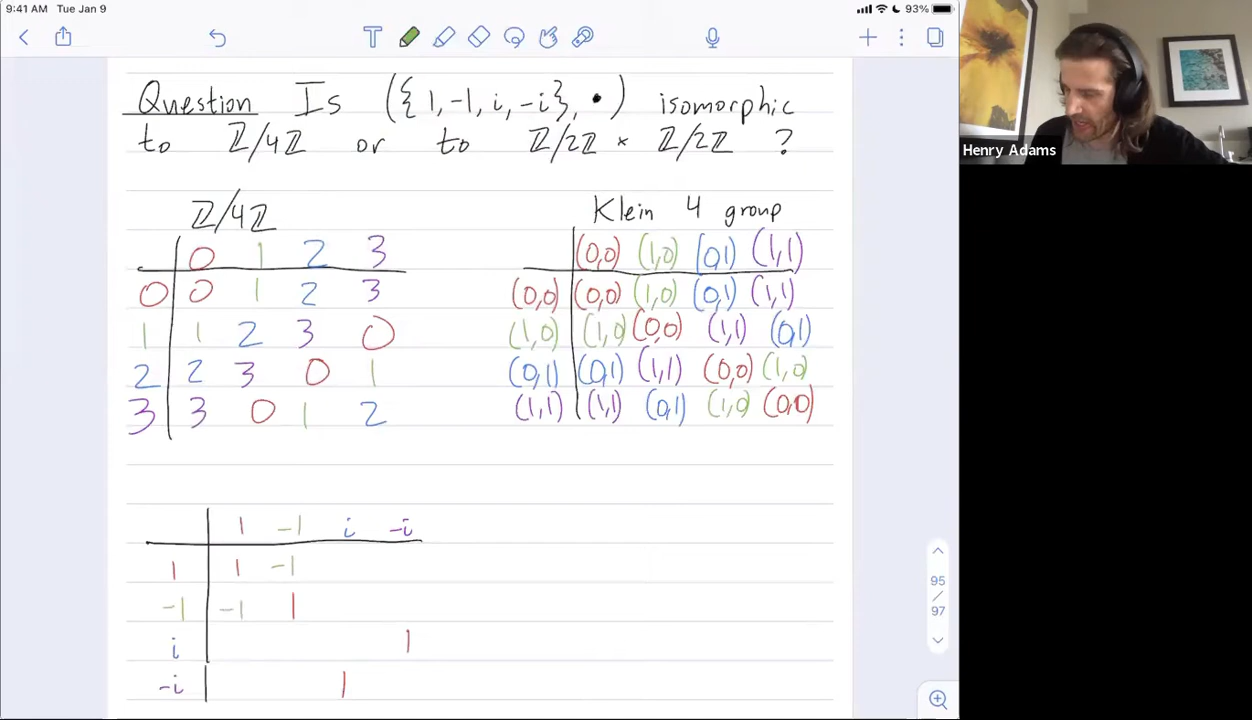 9:41 AM Tue Jan 9
93%
Question Is ({1, -1, i, -i}, •) isomorphic
to ℤ/4ℤ or to ℤ/2ℤ × ℤ/2ℤ ?
Henry Adams
ℤ/4ℤ
0 1 2 3
0 0 1 2 3
1 1 2 3 0
2 2 3 0 1
3 3 0 1 2
Klein 4 group
(0,0) (1,0) (0,1) (1,1)
(0,0) (0,0) (1,0) (0,1) (1,1)
(1,0) (1,0) (0,0) (1,1) (0,1)
(0,1) (0,1) (1,1) (0,0) (1,0)
(1,1) (1,1) (0,1) (1,0) (0,0)
1 -1 i -i
1 1 -1
-1 -1 1
i 1
-i 1
95
/
97